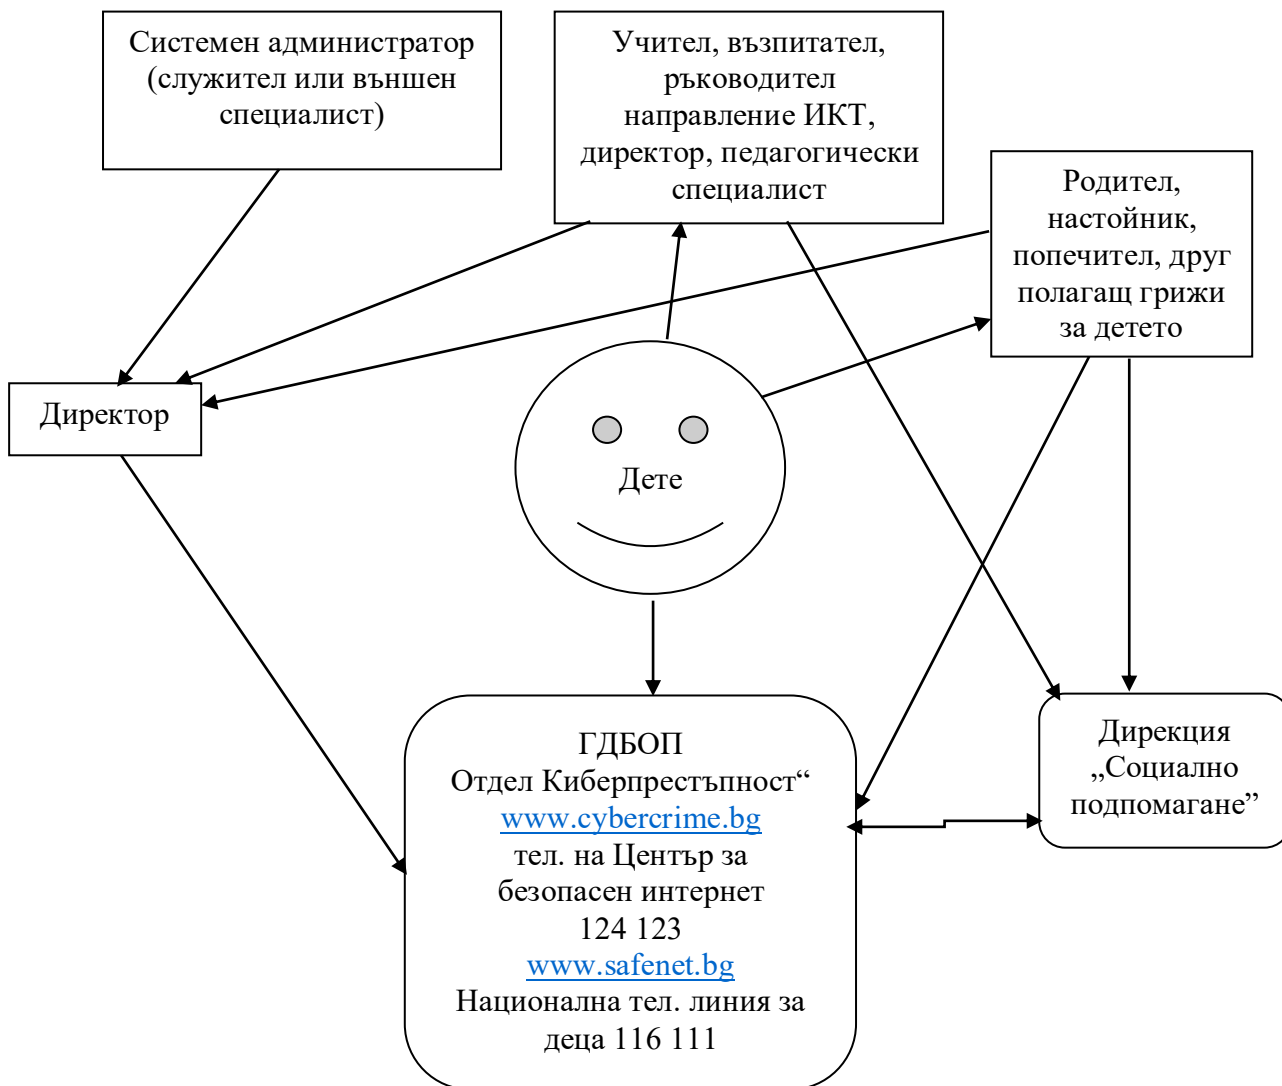 Системен администратор
(служител или външен
специалист)
Учител, възпитател,
ръководител
направление ИКТ,
директор, педагогически
специалист
Родител,
настойник,
попечител, друг
полагащ грижи
за детето
Директор
Дете
ГДБОП
Отдел Киберпрестъпност“
www.cybercrime.bg
тел. на Център за
безопасен интернет
124 123
www.safenet.bg
Национална тел. линия за
деца 116 111
Дирекция
„Социално
подпомагане”